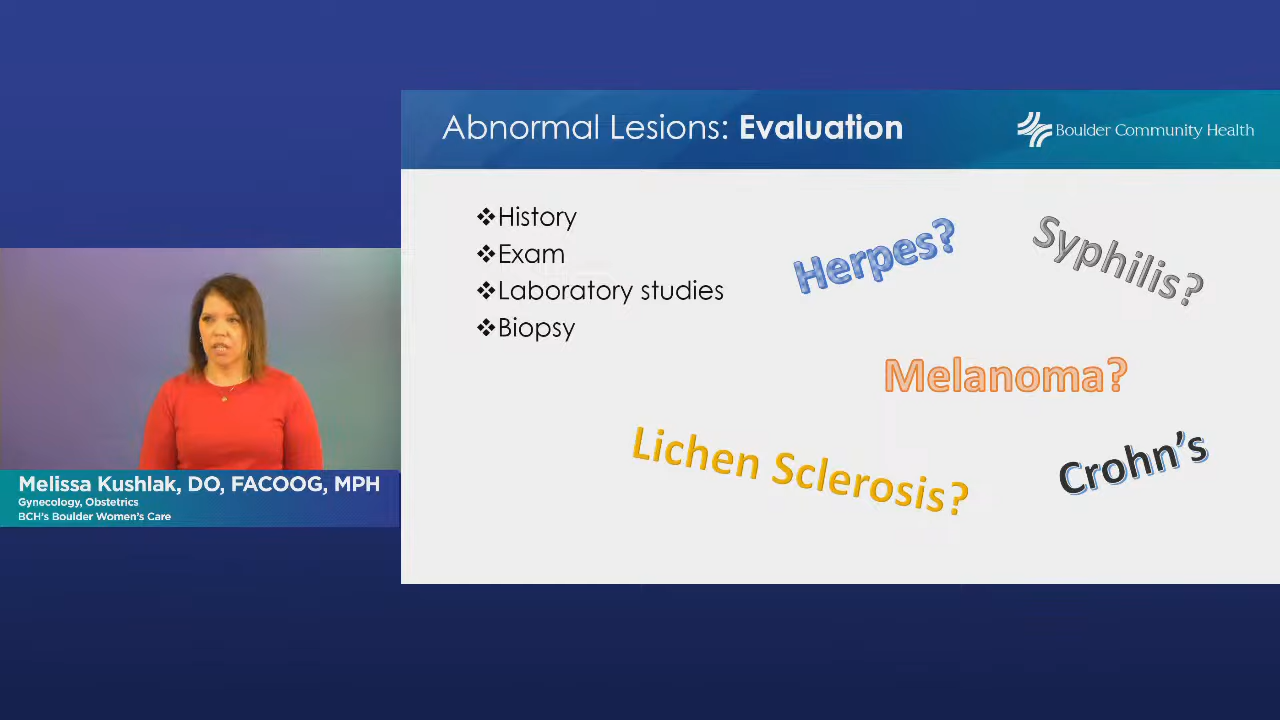 Abnormal Lesions: Evaluation
Boulder Community Health
❖History
❖Exam
❖Laboratory studies
❖Biopsy
Herpes?
Syphilis?
Melanoma?
Lichen Sclerosis?
Crohn's
Melissa Kushlak, DO, FACOOG, MPH
Gynecology, Obstetrics
BCH's Boulder Women's Care